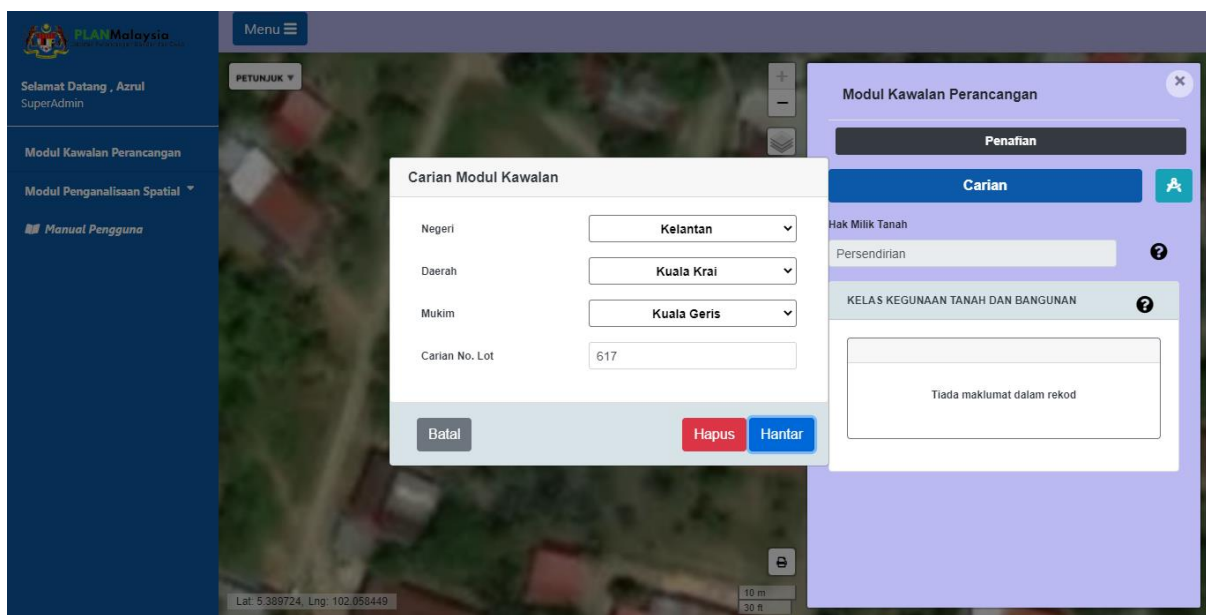 PLANMalaysia
Selamat Datang , Azrul
SuperAdmin
Modul Kawalan Perancangan
Modul Penganalisaan Spatial
Manual Pengguna
Menu
PETUNJUK
+
−
Carian Modul Kawalan
Negeri
Kelantan
Daerah
Kuala Krai
Mukim
Kuala Geris
Carian No. Lot
617
Batal
Hapus
Hantar
Modul Kawalan Perancangan
×
Penafian
Carian
Hak Milik Tanah
Persendirian
?
KELAS KEGUNAAN TANAH DAN BANGUNAN
?
Tiada maklumat dalam rekod
10 m
30 ft
Lat: 5.389724, Lng: 102.058449